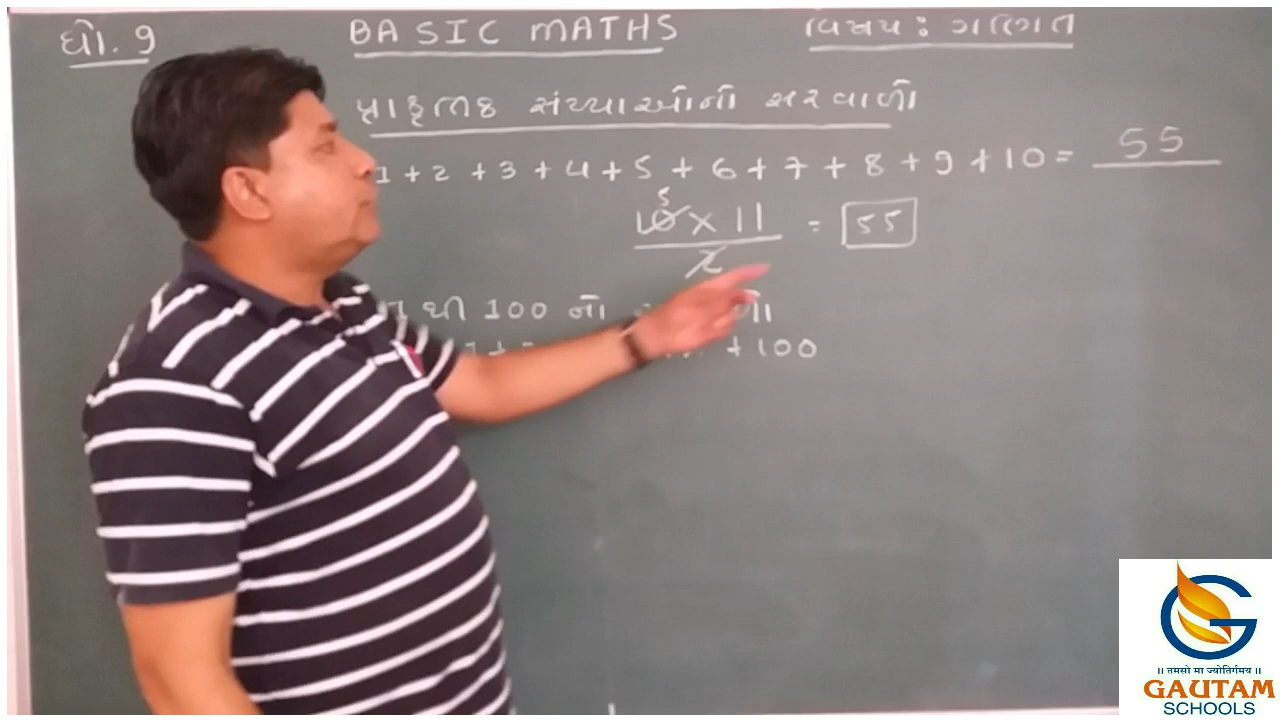 ધો. 9 BASIC MATHS વિષય : ગણિત
પ્રાકૃતિક સંખ્યાઓનો સરવાળો
1 + 2 + 3 + 4 + 5 + 6 + 7 + 8 + 9 + 10 = 55
5
10 x 11 = 55
2
થી 100 નો
+ 100
॥ तमसो मा ज्योतिर्गमय ॥
GAUTAM
SCHOOLS